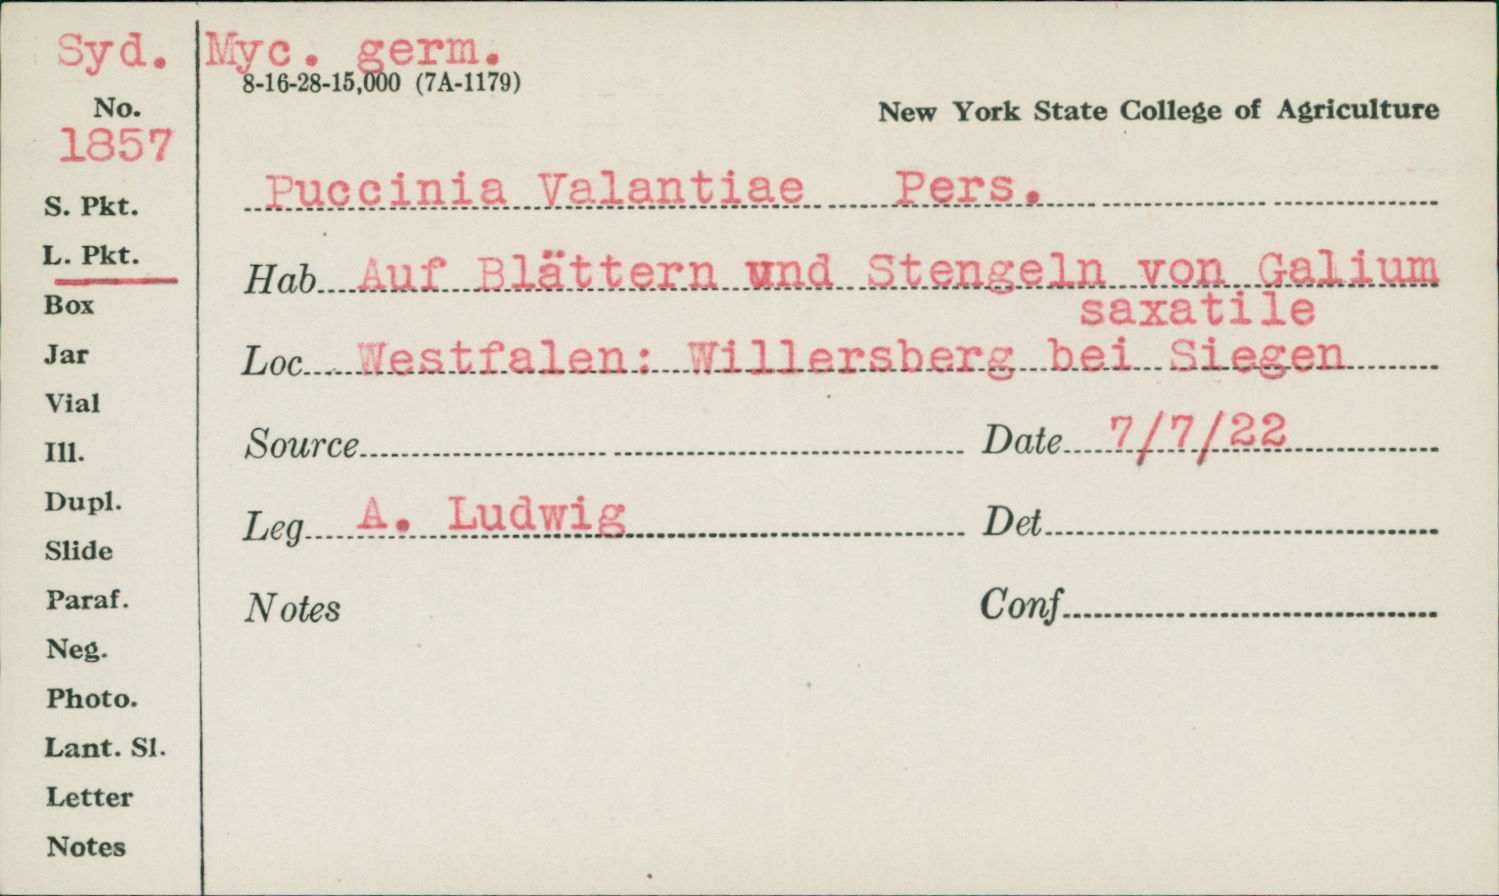 Syd. Myc. germ.
8-16-28-15,000 (7A-1179)
No.
New York State College of Agriculture
1857
Puccinia Valantiae Pers.
S. Pkt.
L. Pkt.
Hab. Auf Blättern und Stengeln von Galium
saxatile
Box
Jar
Loc. Westfalen: Willersberg bei Siegen
Vial
Ill.
Source
Date 7/7/22
Dupl.
Leg A. Ludwig
Det
Slide
Paraf.
Notes
Conf
Neg.
Photo.
Lant. Sl.
Letter
Notes